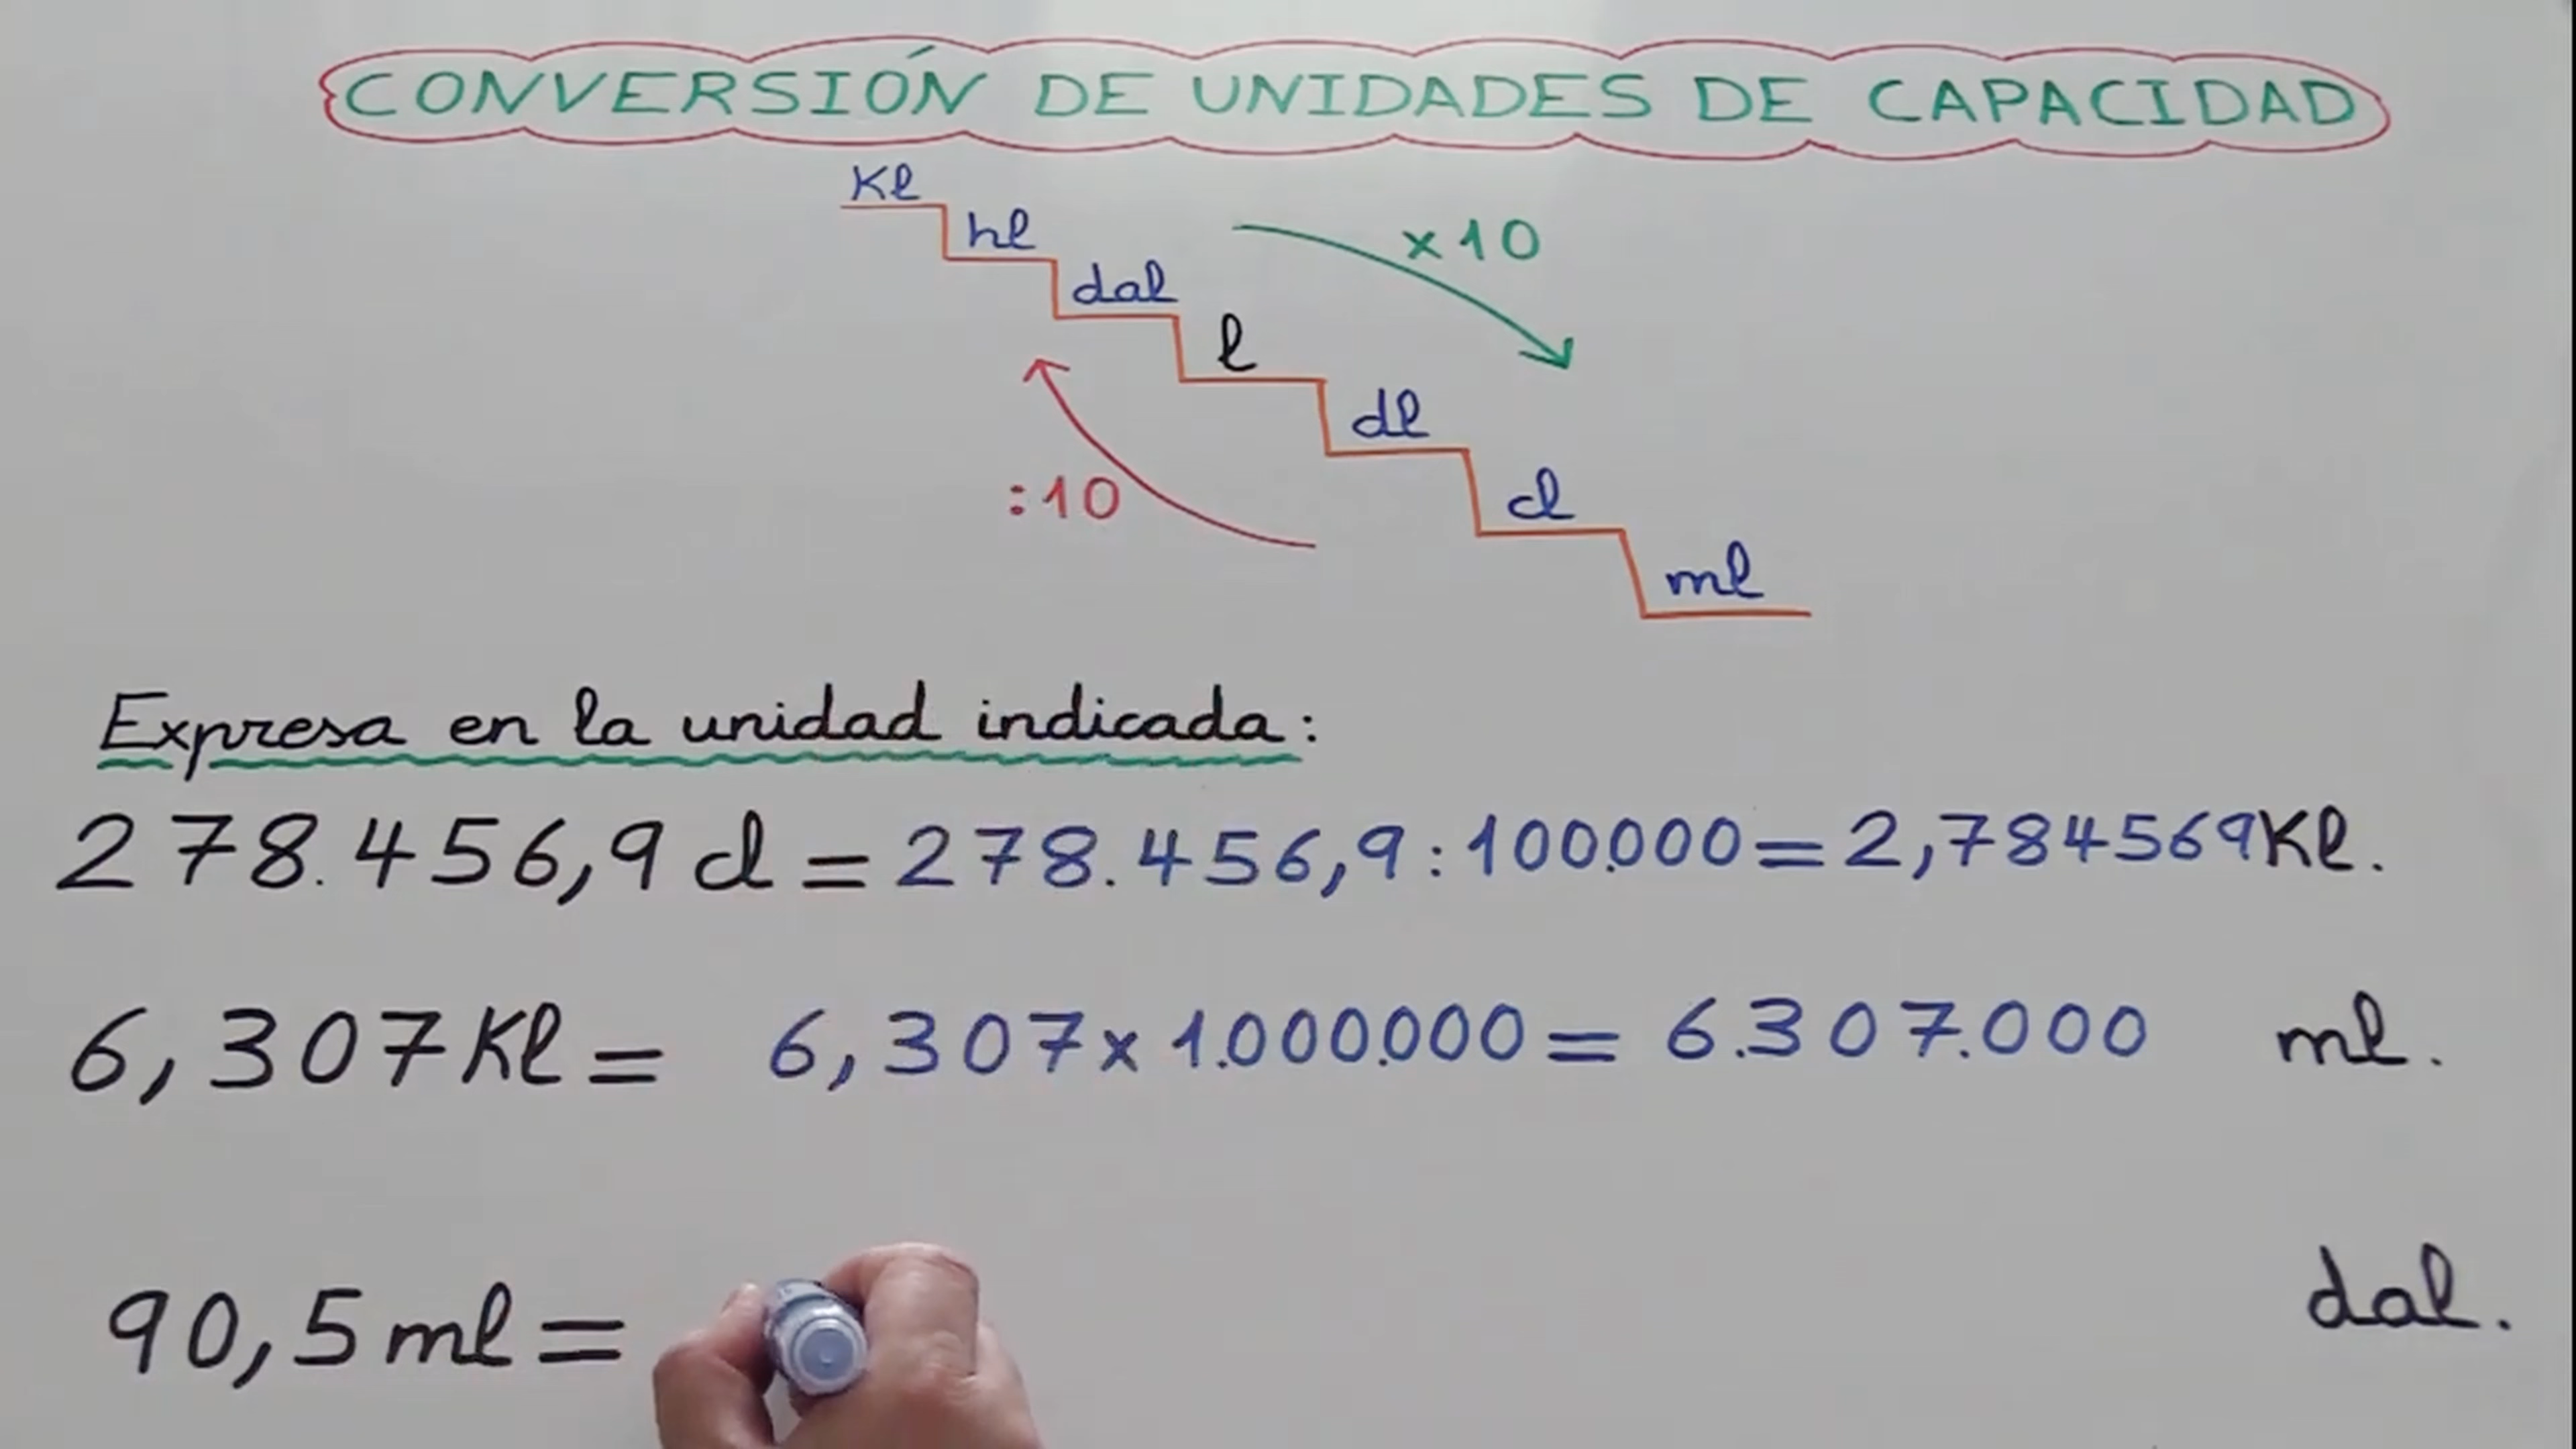 CONVERSIÓN DE UNIDADES DE CAPACIDAD
Kl
hl
x10
dal
l
dl
:10
cl
ml
Expresa en la unidad indicada:
278.456,9 cl = 278.456,9 : 100.000 = 2,784569 Kl.
6,307 Kl = 6,307 x 1.000.000 = 6.307.000 ml.
90,5 ml = dal.